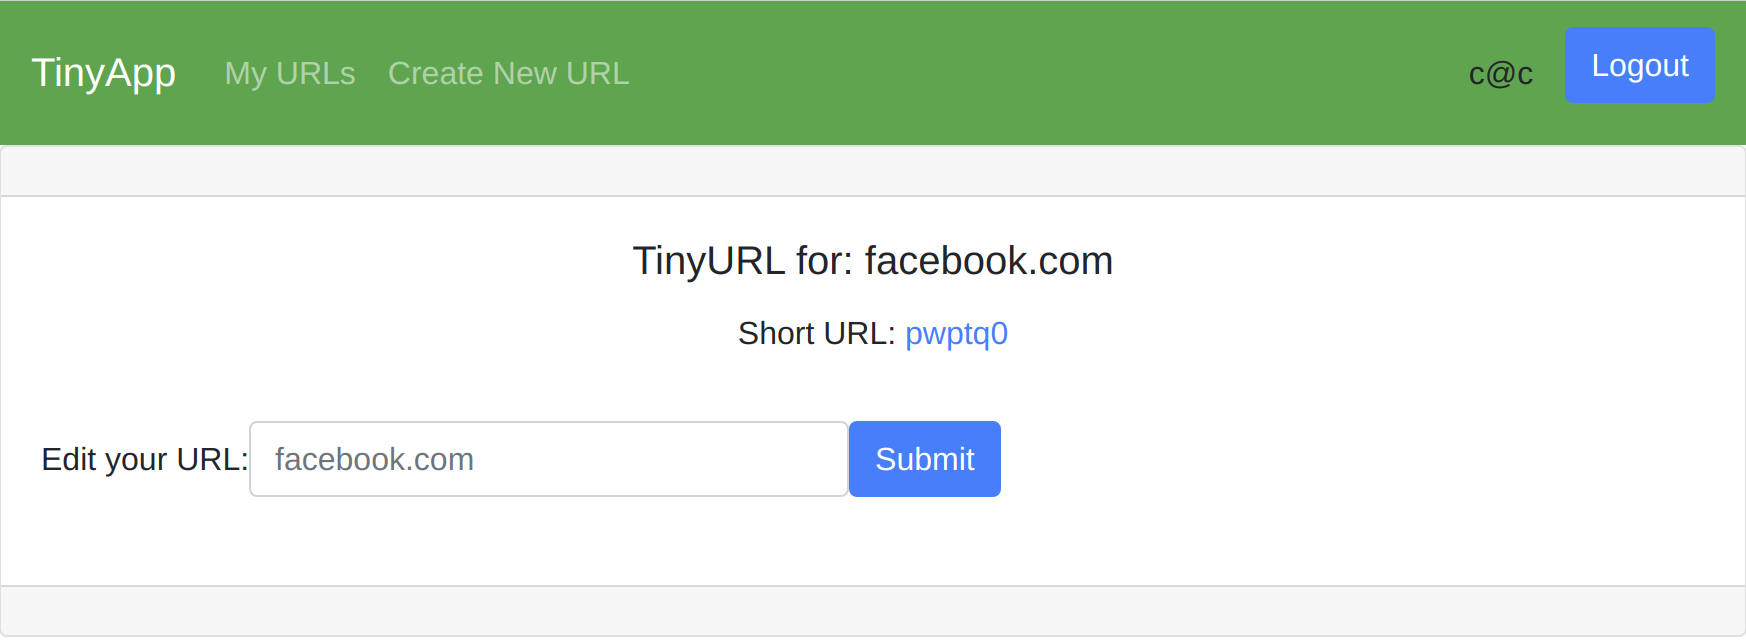 TinyApp My URLs Create New URL c@c Logout
TinyURL for: facebook.com
Short URL: pwptq0
Edit your URL: facebook.com Submit